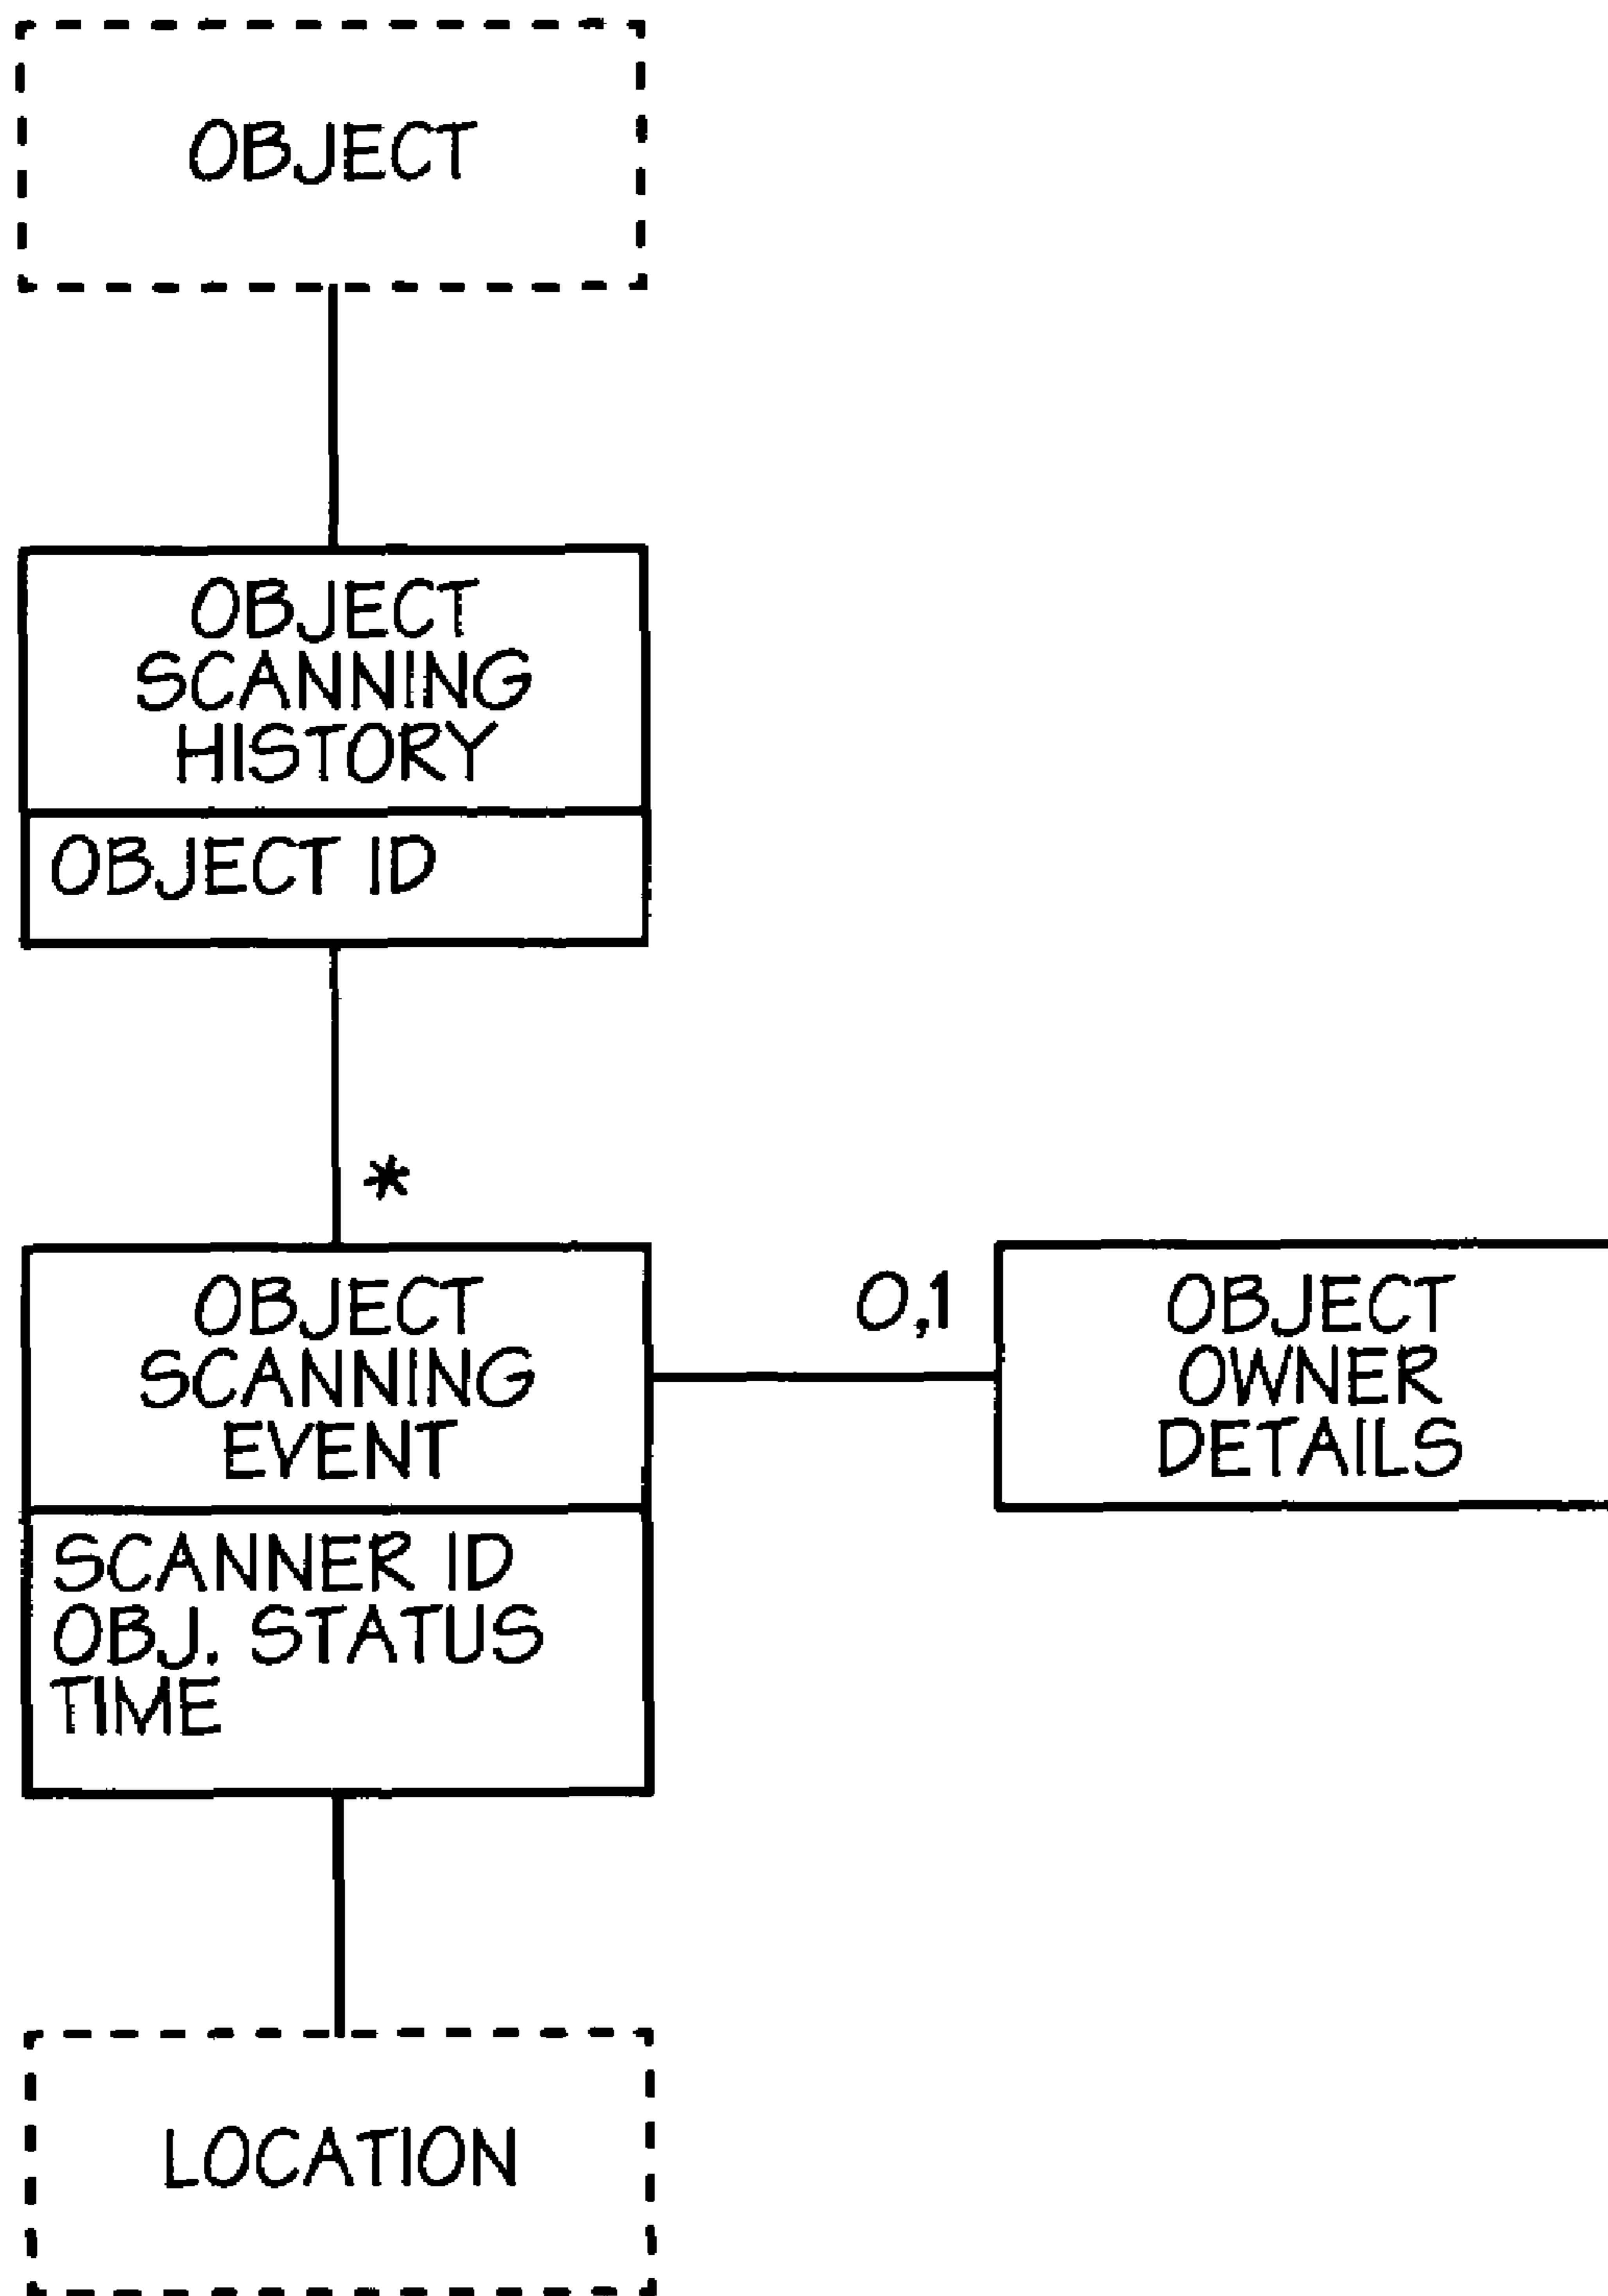 OBJECT
OBJECT
SCANNING
HISTORY
OBJECT ID
*
OBJECT
SCANNING
EVENT
0,1
OBJECT
OWNER
DETAILS
SCANNER ID
OBJ. STATUS
TIME
LOCATION